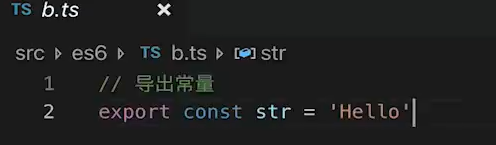 TS b.ts
src es6 TS b.ts str
1 // 导出常量
2 export const str = 'Hello'